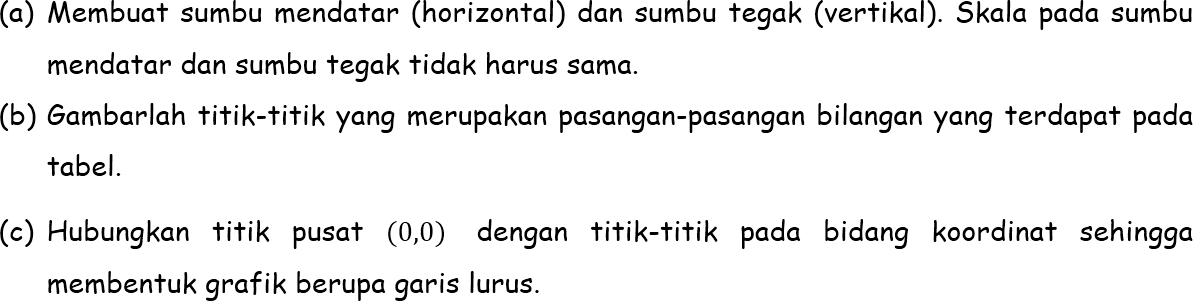 (a) Membuat sumbu mendatar (horizontal) dan sumbu tegak (vertikal). Skala pada sumbu
mendatar dan sumbu tegak tidak harus sama.
(b) Gambarlah titik-titik yang merupakan pasangan-pasangan bilangan yang terdapat pada
tabel.
(c) Hubungkan titik pusat (0,0) dengan titik-titik pada bidang koordinat sehingga
membentuk grafik berupa garis lurus.